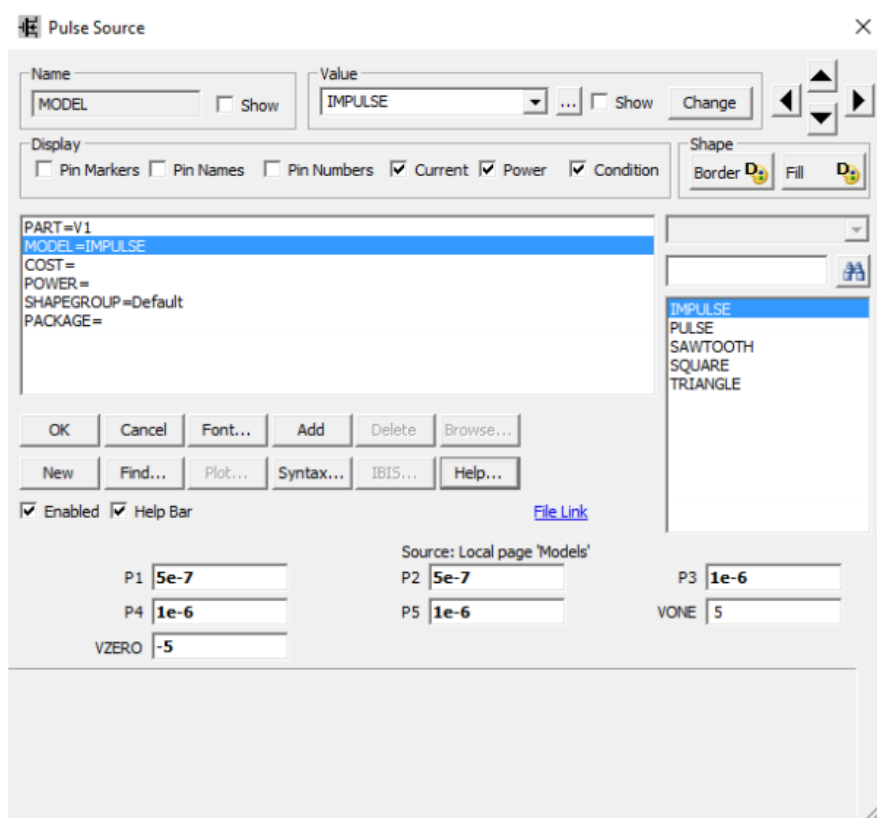 Pulse Source
Name
Value
MODEL
Show
IMPULSE
...
Show
Change
Display
Shape
Pin Markers
Pin Names
Pin Numbers
Current
Power
Condition
Border
Fill
PART=V1
MODEL=IMPULSE
COST=
POWER=
SHAPEGROUP=Default
PACKAGE=
IMPULSE
PULSE
SAWTOOTH
SQUARE
TRIANGLE
OK
Cancel
Font...
Add
Delete
Browse...
New
Find...
Plot...
Syntax...
IBIS...
Help...
Enabled
Help Bar
File Link
Source: Local page 'Models'
P1 5e-7
P2 5e-7
P3 1e-6
P4 1e-6
P5 1e-6
VONE 5
VZERO -5